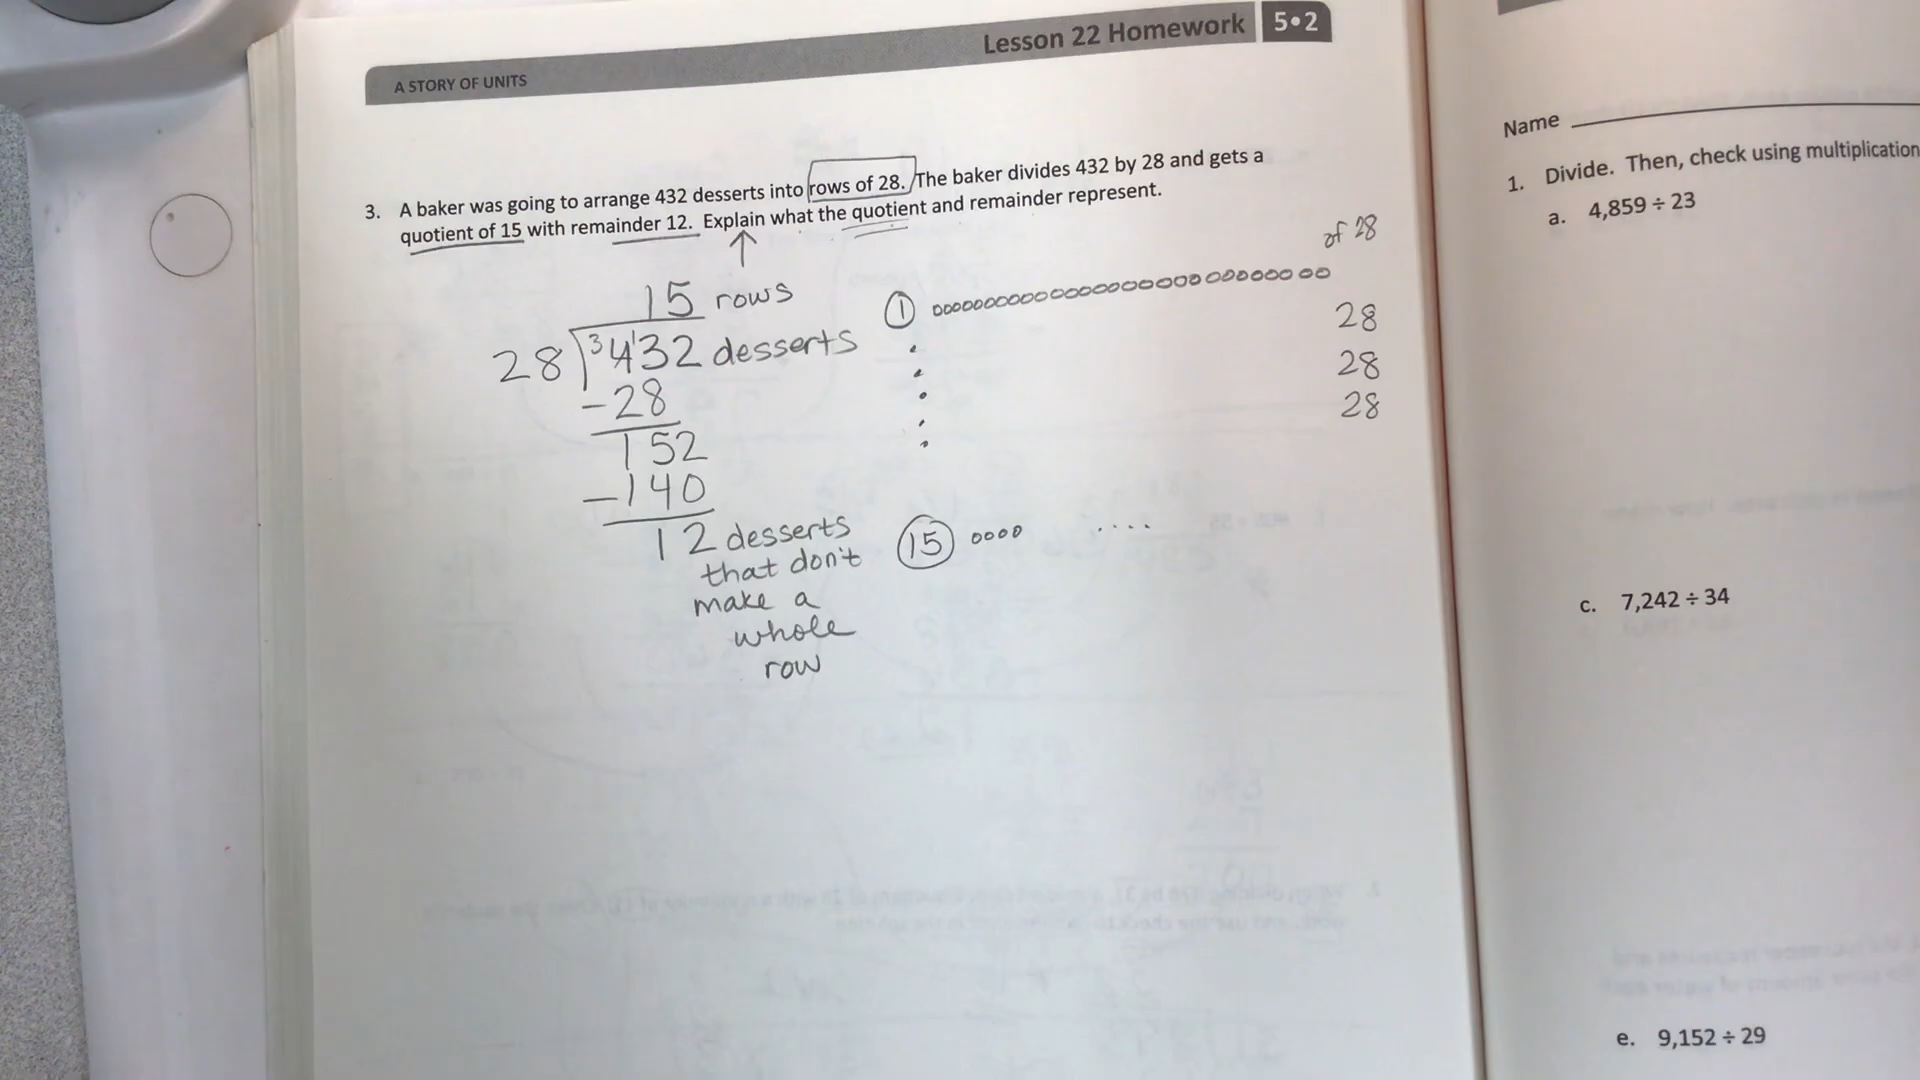 Lesson 22 Homework 5•2
A STORY OF UNITS
3. A baker was going to arrange 432 desserts into rows of 28. The baker divides 432 by 28 and gets a
quotient of 15 with remainder 12. Explain what the quotient and remainder represent.
of 28
15 rows
1
28
28 3 4 1 32 desserts
28
-28
28
152
-140
12 desserts
15
that don't
make a
whole
row
Name
1. Divide. Then, check using multiplication
a. 4,859 ÷ 23
c. 7,242 ÷ 34
e. 9,152 ÷ 29